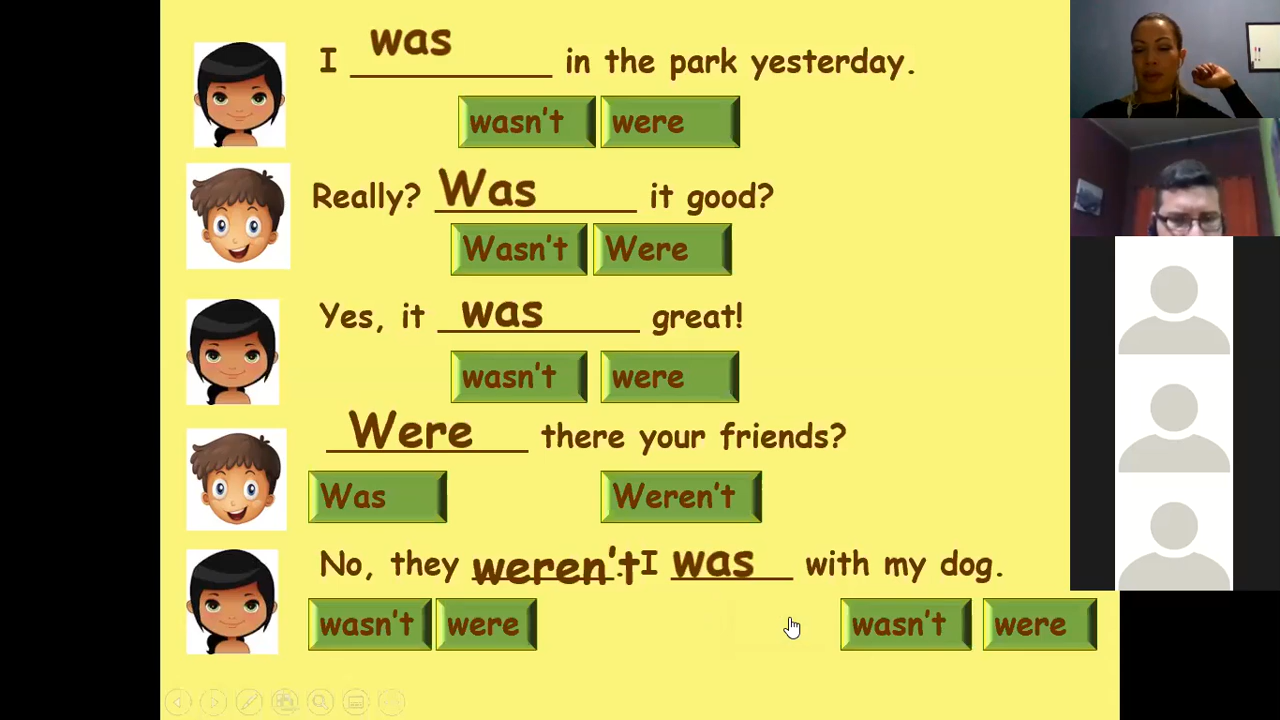 I was in the park yesterday.
wasn't were
Really? Was it good?
Wasn't Were
Yes, it was great!
wasn't were
Were there your friends?
Was Weren't
No, they weren't. I was with my dog.
wasn't were wasn't were